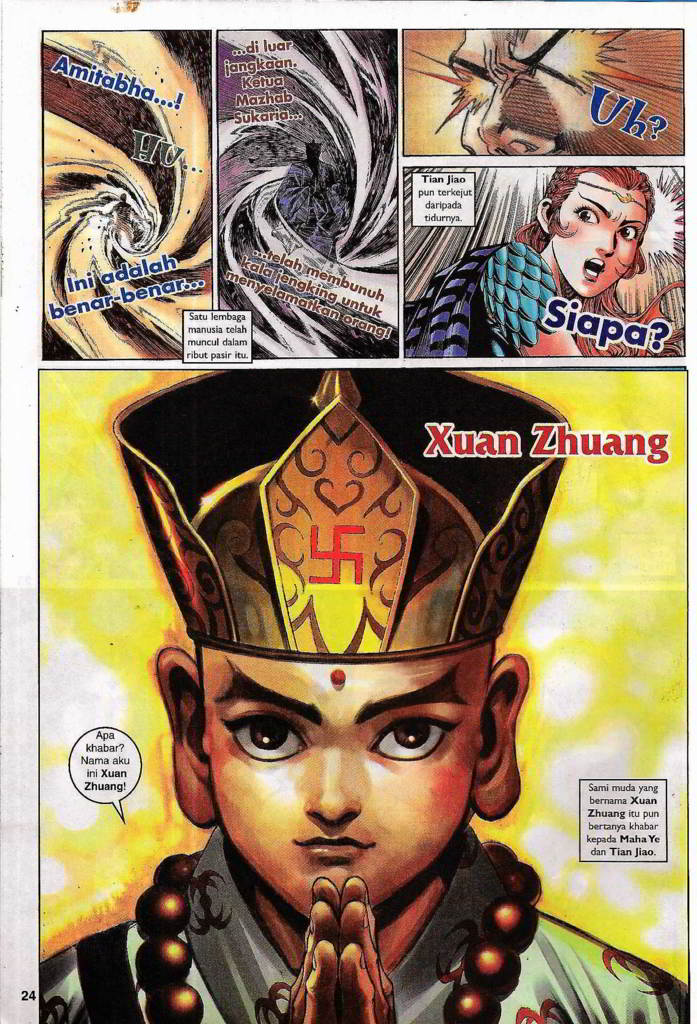 Amitabha...!
HU...
Ini adalah
benar-benar...
Satu lembaga
manusia telah
muncul dalam
ribut pasir itu.
...di luar
jangkaan.
Ketua
Mazhab
Sukaria...
...telah membunuh
kala jengking untuk
menyelamatkan orang!
Uh?
Tian Jiao
pun terkejut
daripada
tidurnya.
Siapa?
Xuan Zhuang
Apa
khabar?
Nama aku
ini Xuan
Zhuang!
Sami muda yang
bernama Xuan
Zhuang itu pun
bertanya khabar
kepada Maha Ye
dan Tian Jiao.
24